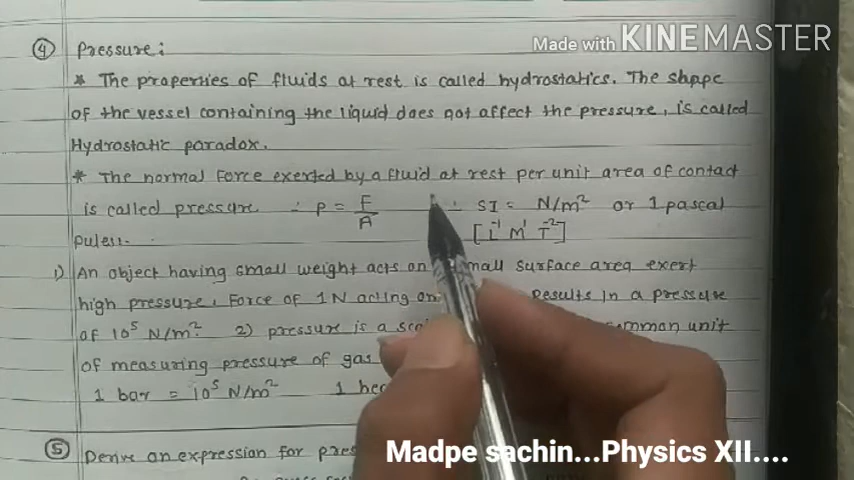 Made with KINEMASTER
④ Pressure:
* The properties of fluids at rest is called hydrostatics. The shape
of the vessel containing the liquid does not affect the pressure, is called
Hydrostatic paradox.
* The normal force exerted by a fluid at rest per unit area of contact
is called pressure ∴ P = F/A ∴ SI = N/m² or 1 pascal
[L⁻¹ M¹ T⁻²]
1) An object having small weight acts on small surface area exert
high pressure, Force of 1N acting on Results in a pressure
of 10⁵ N/m². 2) pressure is a common unit
of measuring pressure of gas
1 bar = 10⁵ N/m² 1
⑤ Derive an expression for
Madpe sachin...Physics XII....